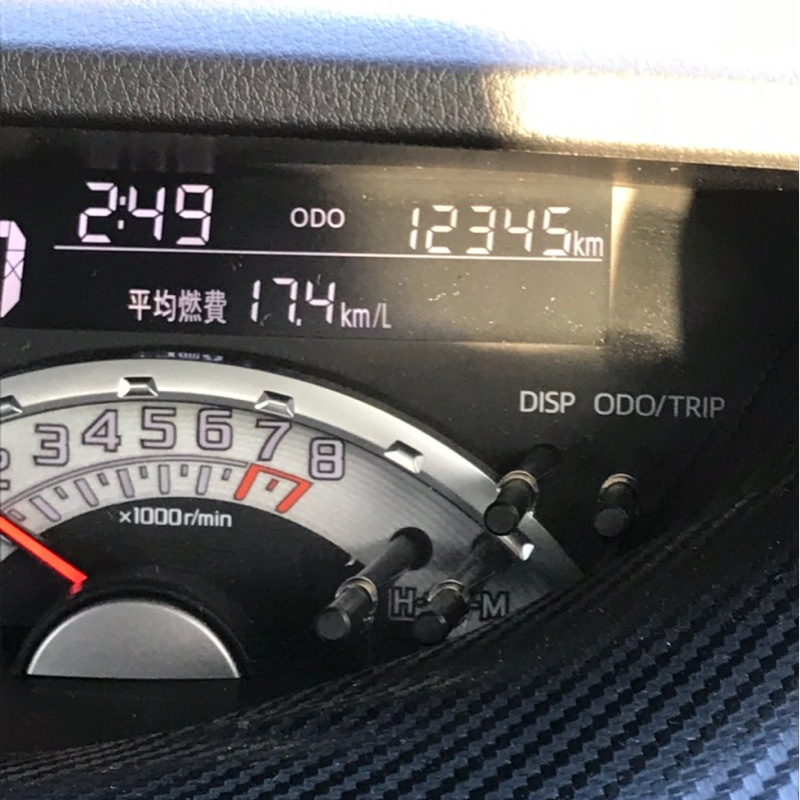 2:49 ODO 12345km
平均燃費 17.4km/L
DISP ODO/TRIP
2 3 4 5 6 7 8
×1000r/min
H M